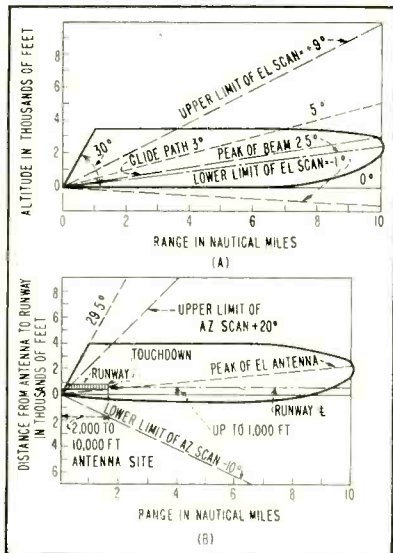 ALTITUDE IN THOUSANDS OF FEET
8
6
4
2
0
UPPER LIMIT OF EL SCAN=+9°
5°
30°
GLIDE PATH 3°
PEAK OF BEAM 2.5°
LOWER LIMIT OF EL SCAN=-1°
0°
0 2 4 6 8 10
RANGE IN NAUTICAL MILES
(A)
DISTANCE FROM ANTENNA TO RUNWAY
IN THOUSANDS OF FEET
8
6
4
2
0
2
4
6
29.5°
UPPER LIMIT OF
AZ SCAN +20°
TOUCHDOWN
RUNWAY
PEAK OF EL ANTENNA
2,000 TO
10,000 FT
ANTENNA SITE
LOWER LIMIT OF AZ SCAN -10°
UP TO 1,000 FT
RUNWAY ℄
0 2 4 6 8 10
RANGE IN NAUTICAL MILES
(B)